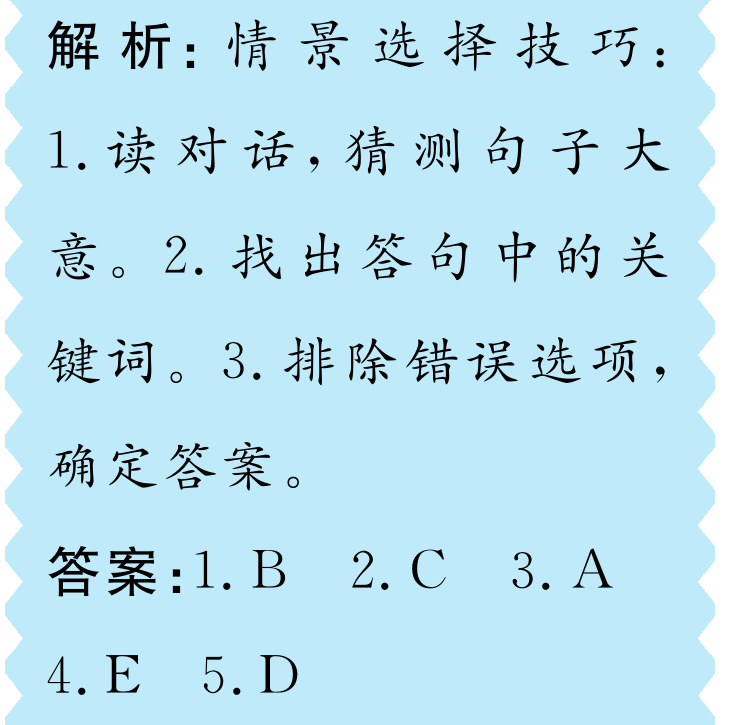 解析:情景选择技巧:
1.读对话,猜测句子大
意。2.找出答句中的关
键词。3.排除错误选项,
确定答案。
答案:1.B 2.C 3.A
4.E 5.D